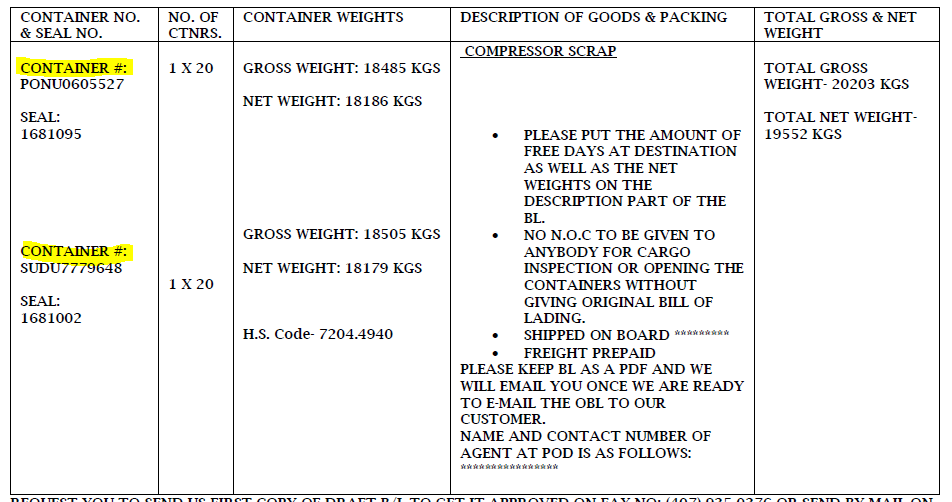 CONTAINER NO. & SEAL NO.
NO. OF CTNRS.
CONTAINER WEIGHTS
DESCRIPTION OF GOODS & PACKING
TOTAL GROSS & NET WEIGHT
CONTAINER #:
PONU0605527
SEAL:
1681095
CONTAINER #:
SUDU7779648
SEAL:
1681002
1 X 20
1 X 20
GROSS WEIGHT: 18485 KGS
NET WEIGHT: 18186 KGS
GROSS WEIGHT: 18505 KGS
NET WEIGHT: 18179 KGS
H.S. Code- 7204.4940
COMPRESSOR SCRAP
• PLEASE PUT THE AMOUNT OF
FREE DAYS AT DESTINATION
AS WELL AS THE NET
WEIGHTS ON THE
DESCRIPTION PART OF THE
BL.
• NO N.O.C TO BE GIVEN TO
ANYBODY FOR CARGO
INSPECTION OR OPENING THE
CONTAINERS WITHOUT
GIVING ORIGINAL BILL OF
LADING.
• SHIPPED ON BOARD *********
• FREIGHT PREPAID
PLEASE KEEP BL AS A PDF AND WE
WILL EMAIL YOU ONCE WE ARE READY
TO E-MAIL THE OBL TO OUR
CUSTOMER.
NAME AND CONTACT NUMBER OF
AGENT AT POD IS AS FOLLOWS:
****************
TOTAL GROSS
WEIGHT- 20203 KGS
TOTAL NET WEIGHT-
19552 KGS
REQUEST YOU TO SEND US FIRST COPY OF DRAFT B/L TO GET IT APPROVED ON FAX NO: (407) 935 0376 OR SEND BY MAIL ON